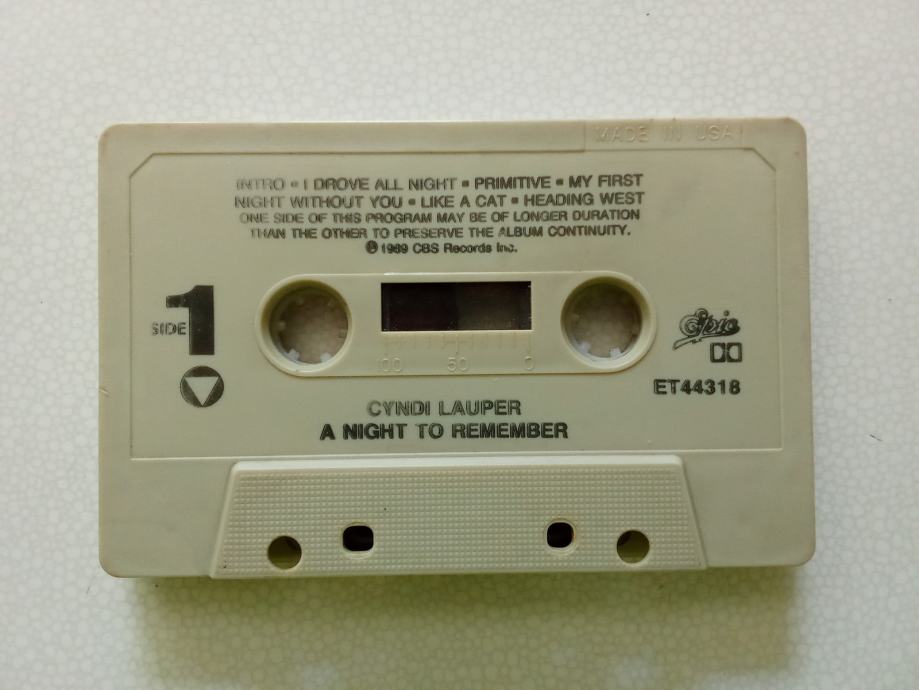 MADE IN USA
INTRO ▪ I DROVE ALL NIGHT ▪ PRIMITIVE ▪ MY FIRST
NIGHT WITHOUT YOU ▪ LIKE A CAT ▪ HEADING WEST
ONE SIDE OF THIS PROGRAM MAY BE OF LONGER DURATION
THAN THE OTHER TO PRESERVE THE ALBUM CONTINUITY.
℗ 1989 CBS Records Inc.
SIDE 1
100 50 0
Epic
ET44318
CYNDI LAUPER
A NIGHT TO REMEMBER